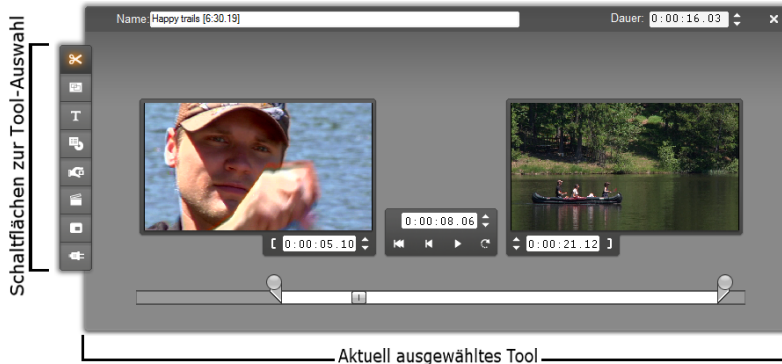 Name: Happy trails [6:30.19]
Dauer: 0:00:16.03
Schaltflächen zur Tool-Auswahl
T
0:00:08.06
[ 0:00:05.10
0:00:21.12 ]
Aktuell ausgewähltes Tool